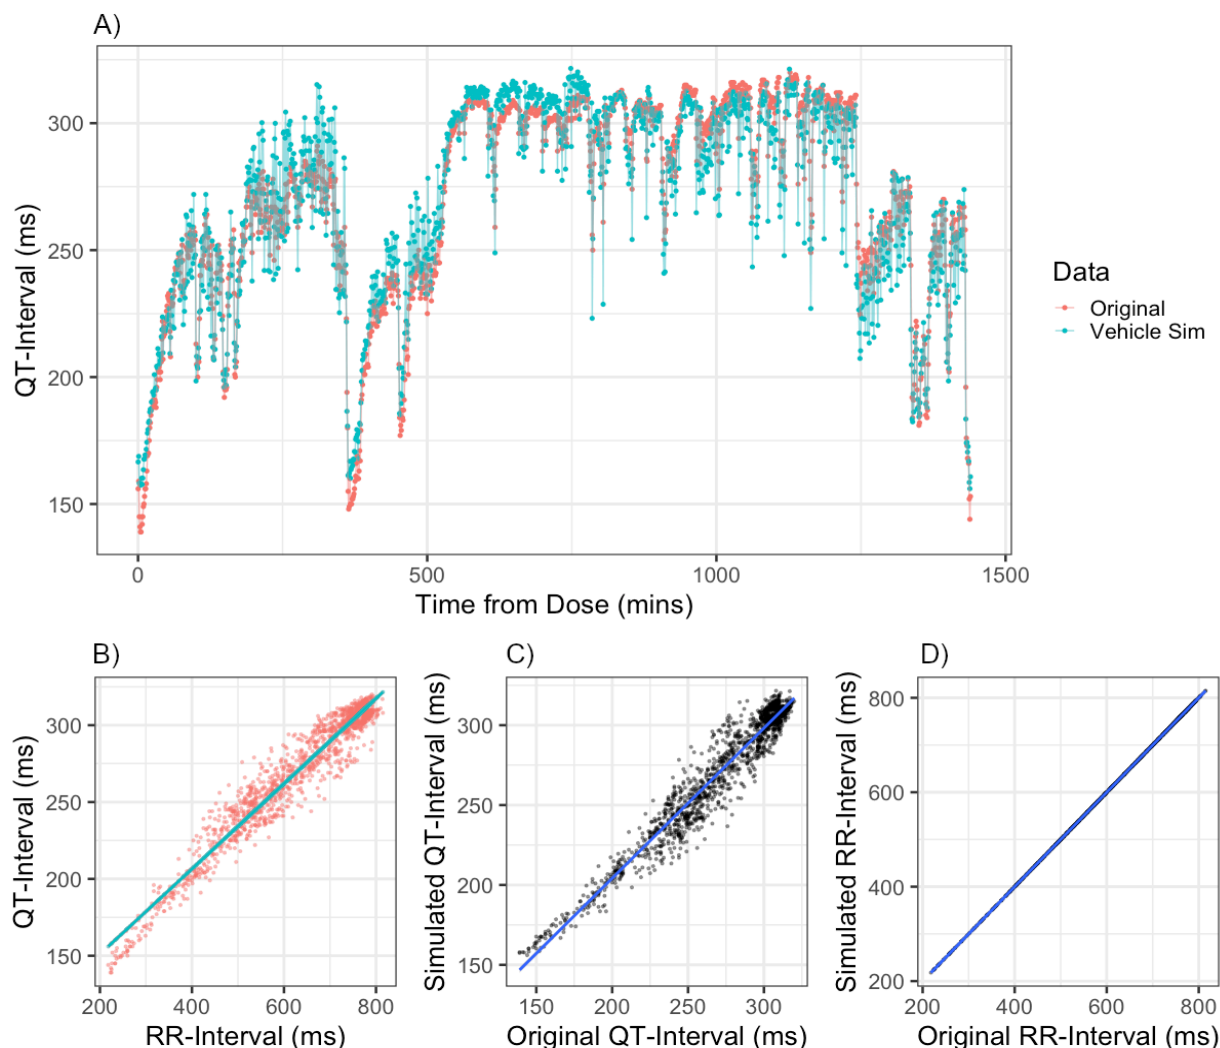 A)
QT-Interval (ms)
300
250
200
150
0 500 1000 1500
Time from Dose (mins)
Data
Original
Vehicle Sim
B)
QT-Interval (ms)
300
250
200
150
200 400 600 800
RR-Interval (ms)
C)
Simulated QT-Interval (ms)
300
250
200
150
150 200 250 300
Original QT-Interval (ms)
D)
Simulated RR-Interval (ms)
800
600
400
200
200 400 600 800
Original RR-Interval (ms)